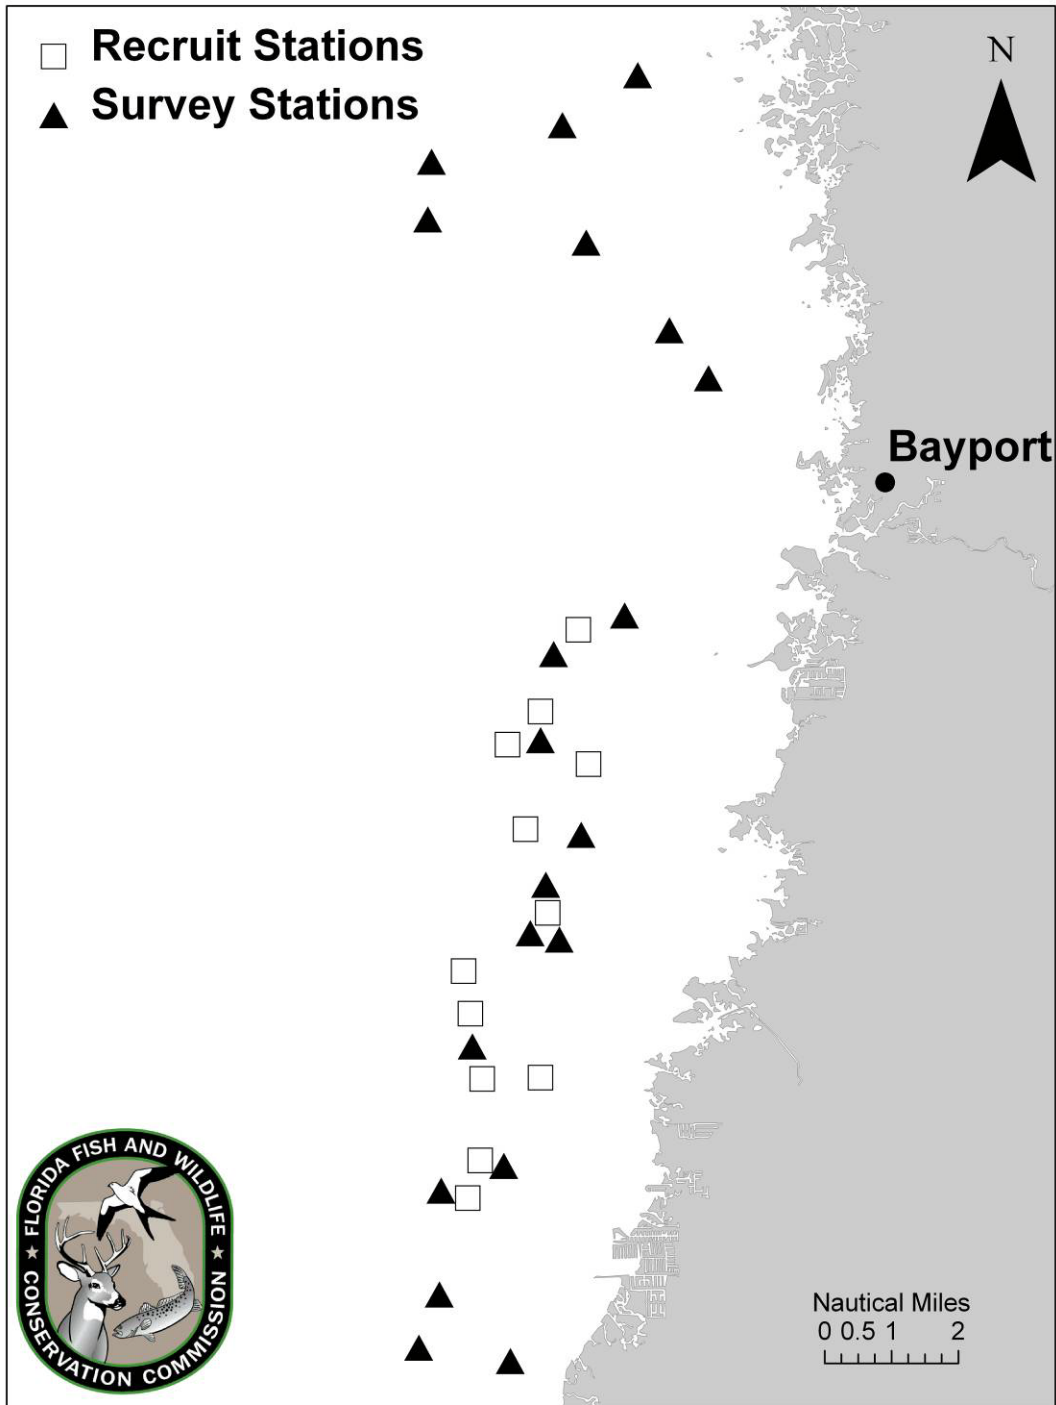 Recruit Stations
Survey Stations
N
Bayport
FLORIDA FISH AND WILDLIFE
CONSERVATION COMMISSION
Nautical Miles
0 0.5 1 2